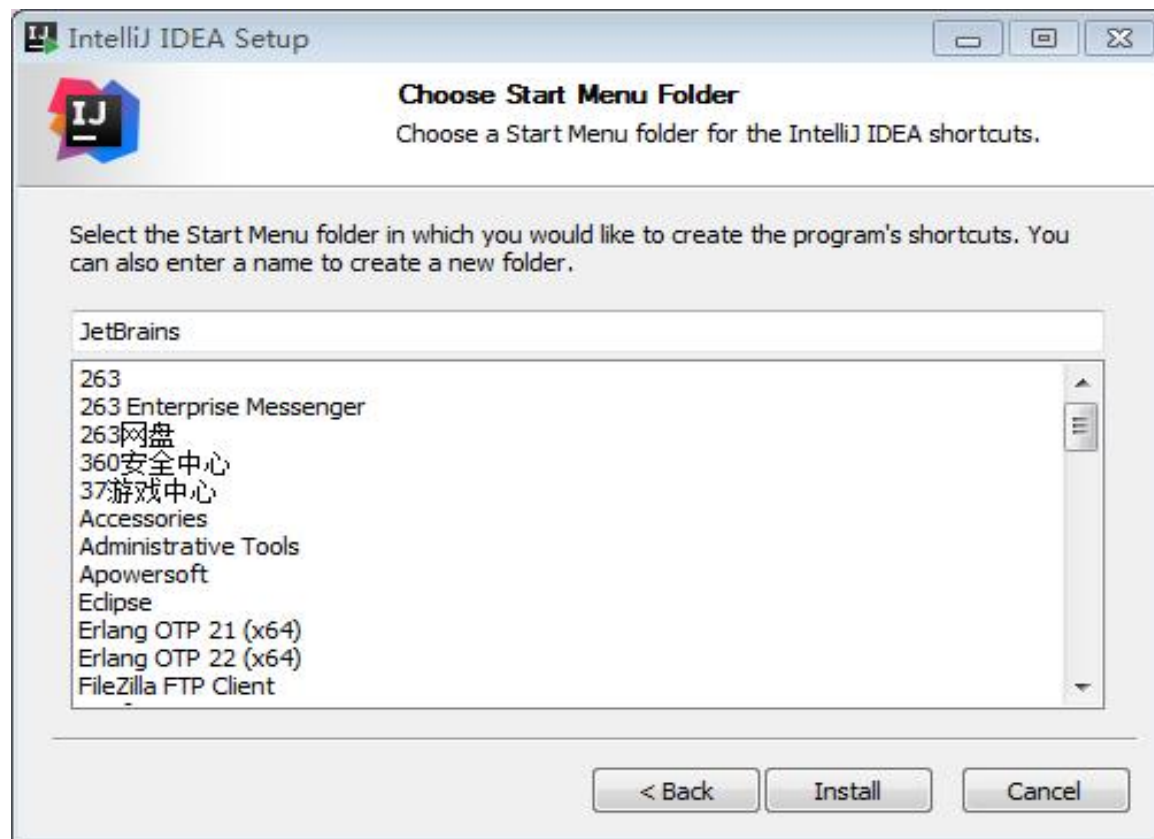 IntelliJ IDEA Setup
IJ
Choose Start Menu Folder
Choose a Start Menu folder for the IntelliJ IDEA shortcuts.
Select the Start Menu folder in which you would like to create the program's shortcuts. You
can also enter a name to create a new folder.
JetBrains
263
263 Enterprise Messenger
263网盘
360安全中心
37游戏中心
Accessories
Administrative Tools
Apowersoft
Eclipse
Erlang OTP 21 (x64)
Erlang OTP 22 (x64)
FileZilla FTP Client
< Back
Install
Cancel